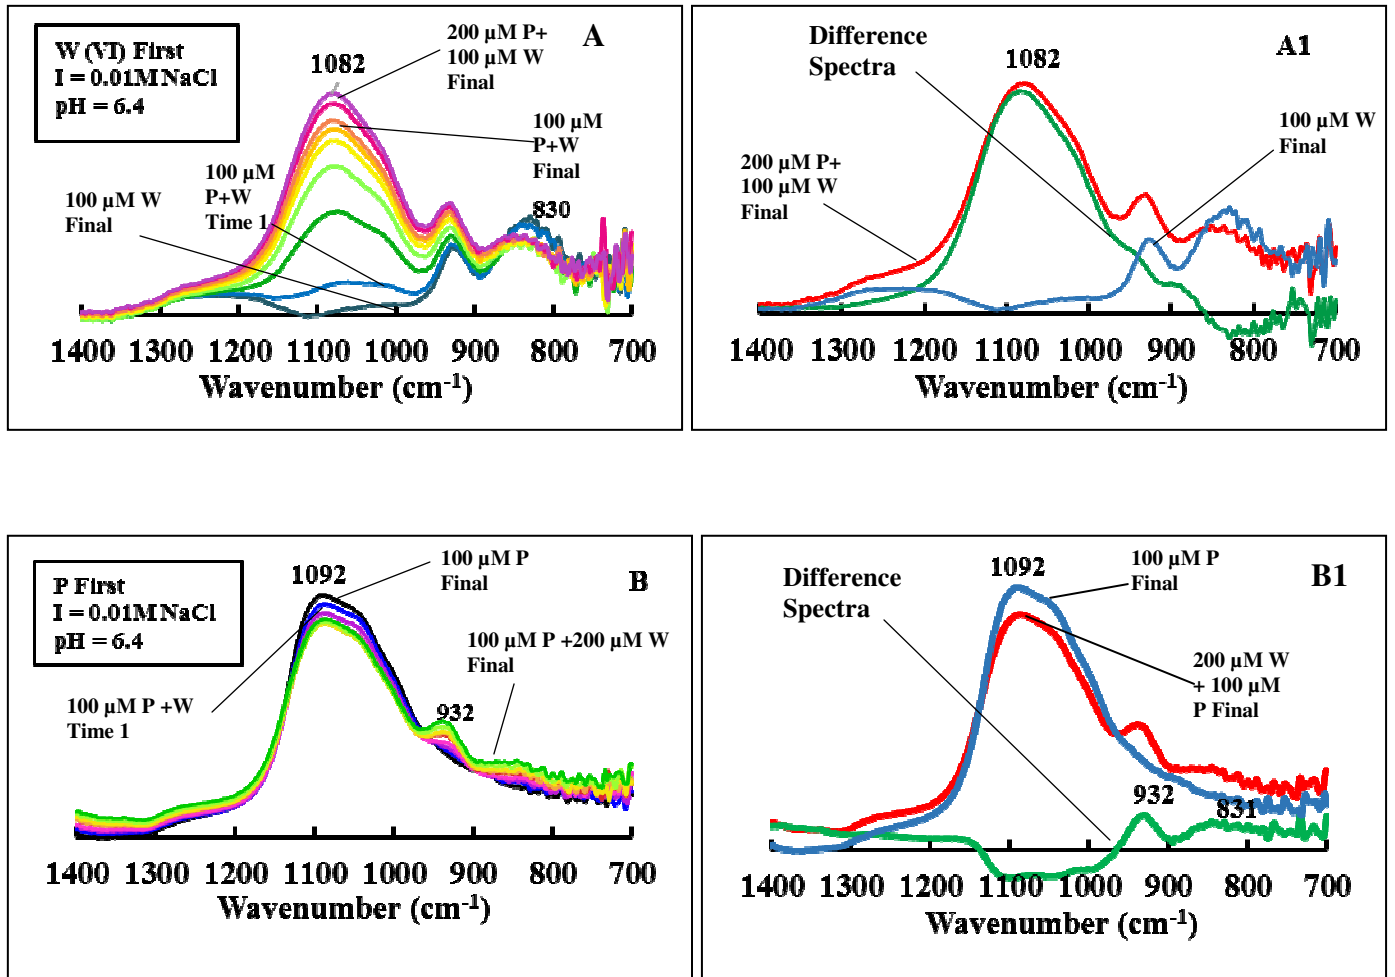 W (VI) First
I = 0.01M NaCl
pH = 6.4
200 µM P+
100 µM W
Final
A
1082
100 µM
P+W
Final
100 µM
P+W
Time 1
100 µM W
Final
830
1400 1300 1200 1100 1000 900 800 700
Wavenumber (cm-1)
Difference
Spectra
A1
1082
100 µM W
Final
200 µM P+
100 µM W
Final
1400 1300 1200 1100 1000 900 800 700
Wavenumber (cm-1)
P First
I = 0.01M NaCl
pH = 6.4
1092
100 µM P
Final
B
100 µM P +200 µM W
Final
100 µM P +W
Time 1
932
1400 1300 1200 1100 1000 900 800 700
Wavenumber (cm-1)
Difference
Spectra
1092
100 µM P
Final
B1
200 µM W
+ 100 µM
P Final
932
831
1400 1300 1200 1100 1000 900 800 700
Wavenumber (cm-1)